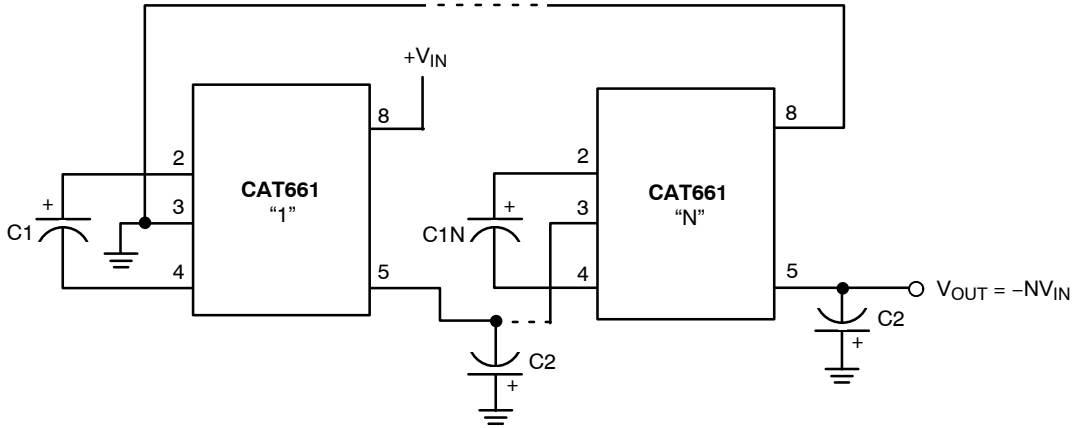 +VIN
8
2
CAT661
"1"
3
+
C1
4
5
C2
+
8
2
CAT661
"N"
3
+
C1N
4
5
VOUT = –NVIN
C2
+